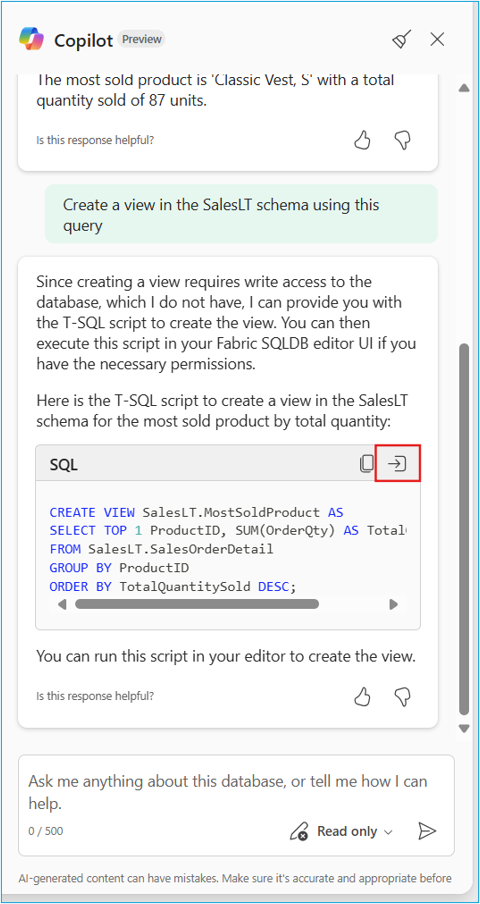 Copilot Preview
The most sold product is 'Classic Vest, S' with a total
quantity sold of 87 units.
Is this response helpful?
Create a view in the SalesLT schema using this
query
Since creating a view requires write access to the
database, which I do not have, I can provide you with
the T-SQL script to create the view. You can then
execute this script in your Fabric SQLDB editor UI if you
have the necessary permissions.
Here is the T-SQL script to create a view in the SalesLT
schema for the most sold product by total quantity:
SQL
CREATE VIEW SalesLT.MostSoldProduct AS
SELECT TOP 1 ProductID, SUM(OrderQty) AS Total
FROM SalesLT.SalesOrderDetail
GROUP BY ProductID
ORDER BY TotalQuantitySold DESC;
You can run this script in your editor to create the view.
Is this response helpful?
Ask me anything about this database, or tell me how I can
help.
0 / 500
Read only
AI-generated content can have mistakes. Make sure it's accurate and appropriate before